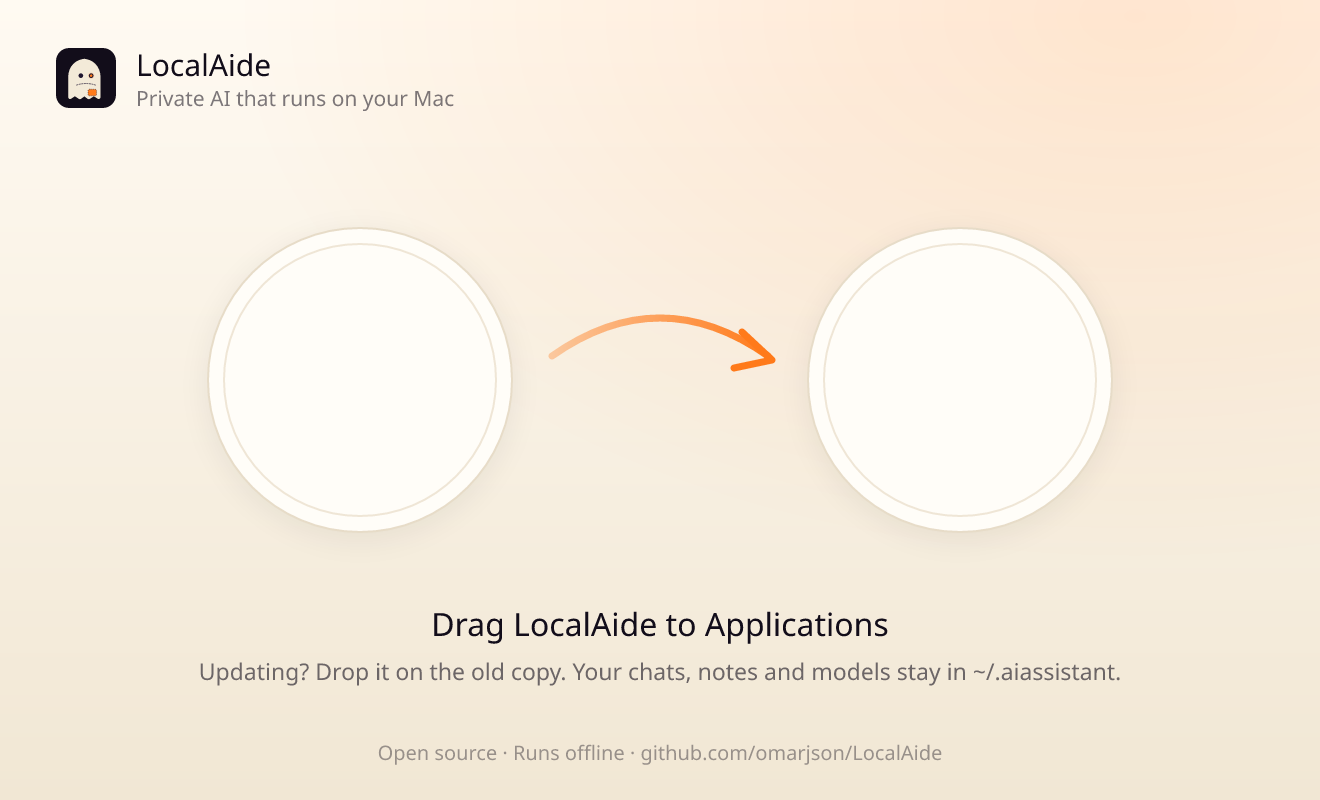 LocalAide
Private AI that runs on your Mac
Drag LocalAide to Applications
Updating? Drop it on the old copy. Your chats, notes and models stay in ~/.aiassistant.
Open source · Runs offline · github.com/omarjson/LocalAide